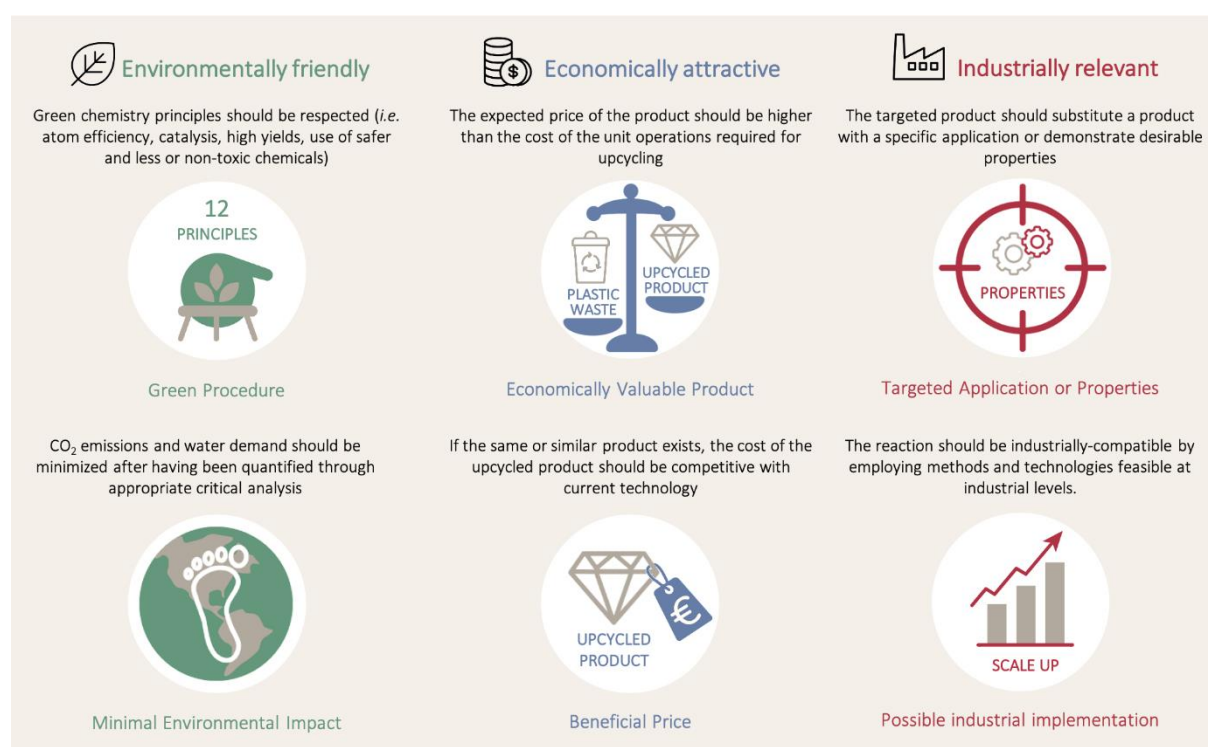 Environmentally friendly
Green chemistry principles should be respected (i.e.
atom efficiency, catalysis, high yields, use of safer
and less or non-toxic chemicals)
12
PRINCIPLES
Green Procedure
CO₂ emissions and water demand should be
minimized after having been quantified through
appropriate critical analysis
Minimal Environmental Impact
$
Economically attractive
The expected price of the product should be higher
than the cost of the unit operations required for
upcycling
PLASTIC
WASTE
UPCYCLED
PRODUCT
Economically Valuable Product
If the same or similar product exists, the cost of the
upcycled product should be competitive with
current technology
€
UPCYCLED
PRODUCT
Beneficial Price
Industrially relevant
The targeted product should substitute a product
with a specific application or demonstrate desirable
properties
PROPERTIES
Targeted Application or Properties
The reaction should be industrially-compatible by
employing methods and technologies feasible at
industrial levels.
SCALE UP
Possible industrial implementation